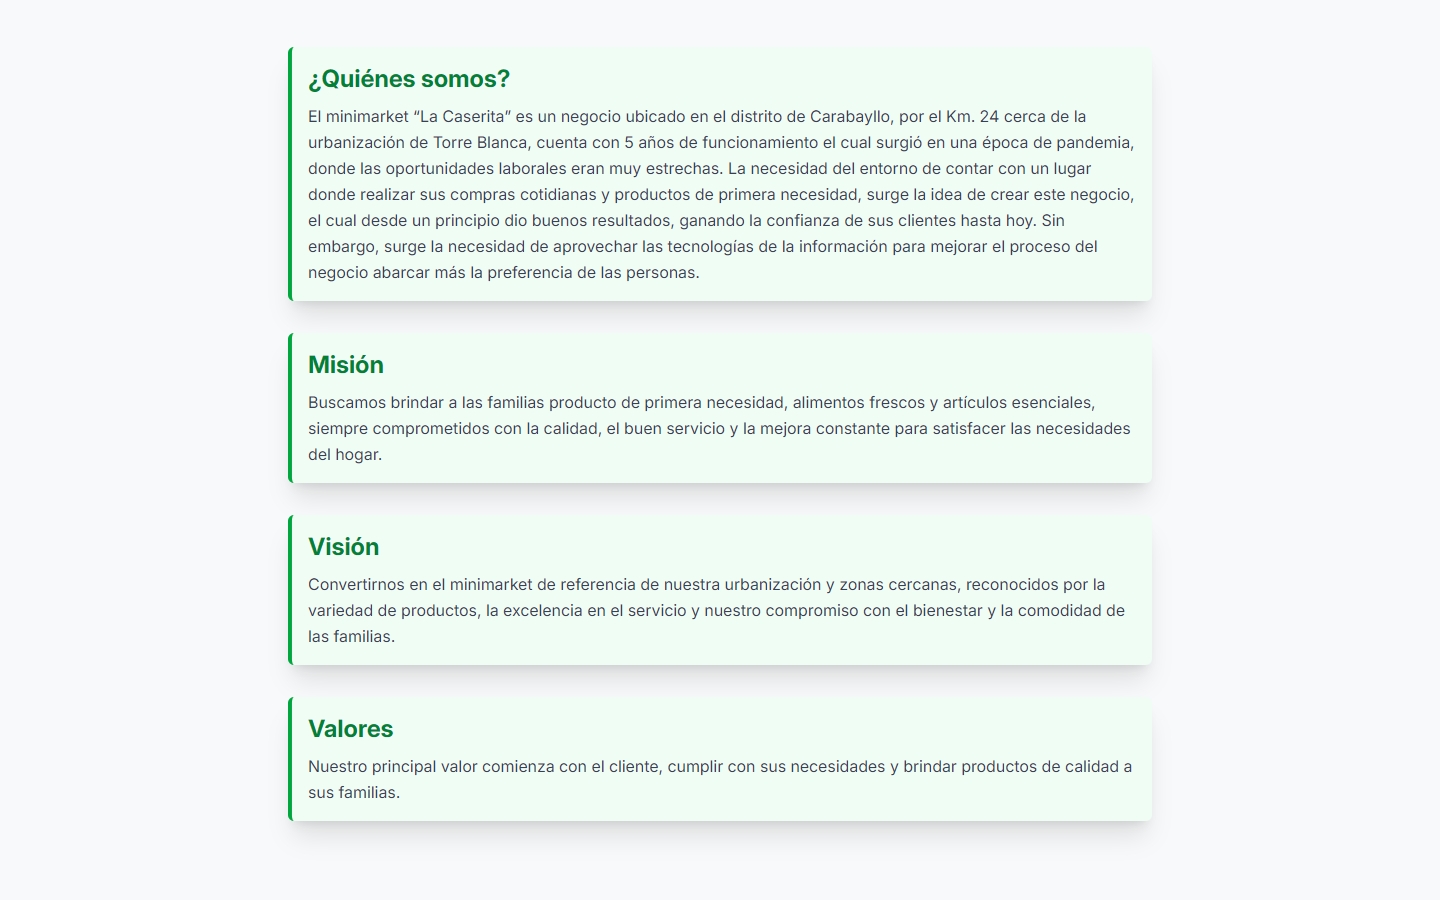 ¿Quiénes somos?
El minimarket “La Caserita” es un negocio ubicado en el distrito de Carabayllo, por el Km. 24 cerca de la
urbanización de Torre Blanca, cuenta con 5 años de funcionamiento el cual surgió en una época de pandemia,
donde las oportunidades laborales eran muy estrechas. La necesidad del entorno de contar con un lugar
donde realizar sus compras cotidianas y productos de primera necesidad, surge la idea de crear este negocio,
el cual desde un principio dio buenos resultados, ganando la confianza de sus clientes hasta hoy. Sin
embargo, surge la necesidad de aprovechar las tecnologías de la información para mejorar el proceso del
negocio abarcar más la preferencia de las personas.
Misión
Buscamos brindar a las familias producto de primera necesidad, alimentos frescos y artículos esenciales,
siempre comprometidos con la calidad, el buen servicio y la mejora constante para satisfacer las necesidades
del hogar.
Visión
Convertirnos en el minimarket de referencia de nuestra urbanización y zonas cercanas, reconocidos por la
variedad de productos, la excelencia en el servicio y nuestro compromiso con el bienestar y la comodidad de
las familias.
Valores
Nuestro principal valor comienza con el cliente, cumplir con sus necesidades y brindar productos de calidad a
sus familias.